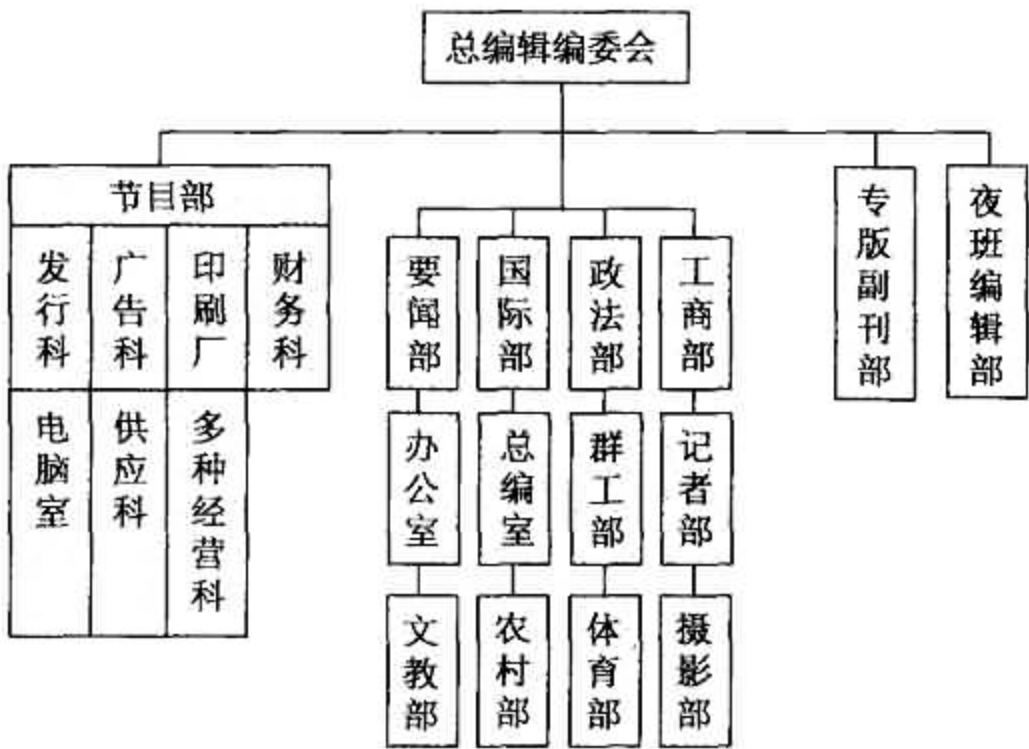 总编辑编委会
节目部
发行科
广告科
印刷厂
财务科
电脑室
供应科
多种经营科
要闻部
国际部
政法部
工商部
办公室
总编室
群工部
记者部
文教部
农村部
体育部
摄影部
专版副刊部
夜班编辑部